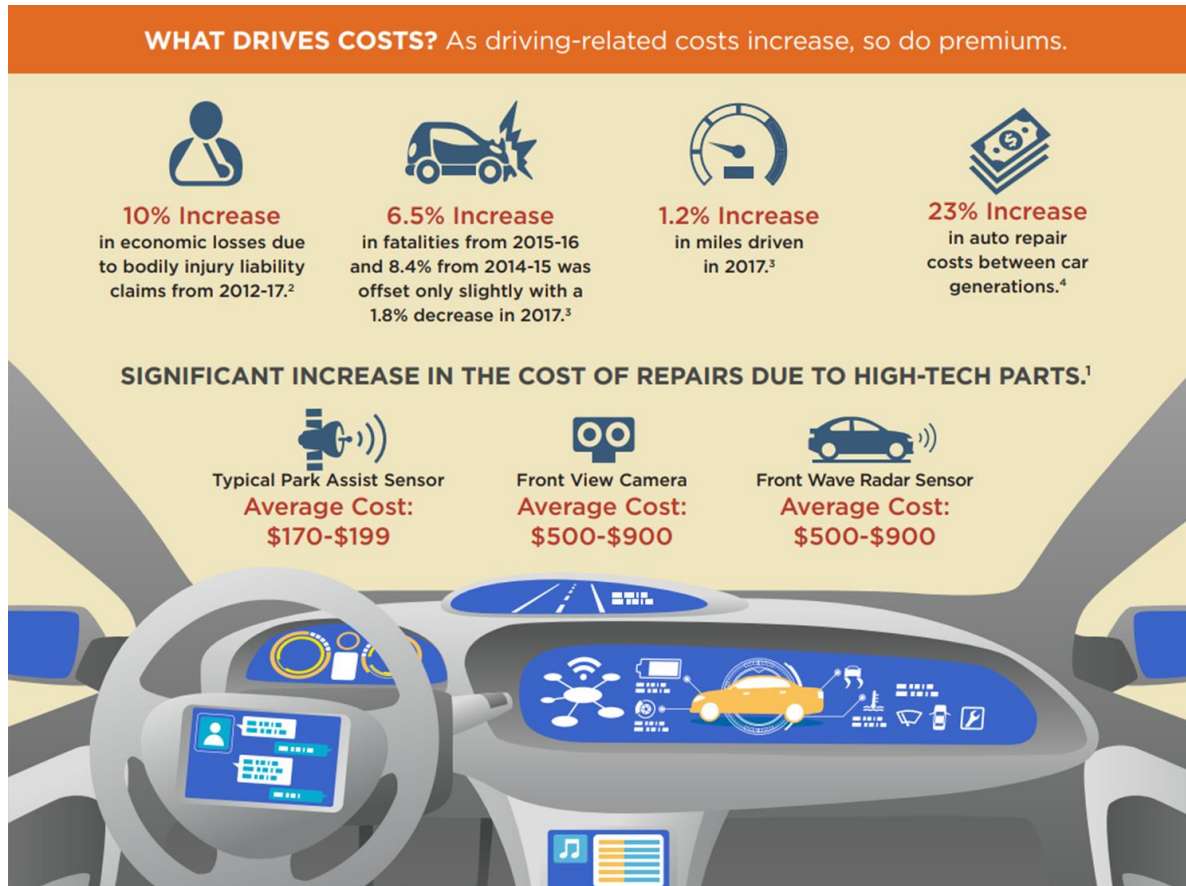 WHAT DRIVES COSTS? As driving-related costs increase, so do premiums.
10% Increase
in economic losses due
to bodily injury liability
claims from 2012-17.²
6.5% Increase
in fatalities from 2015-16
and 8.4% from 2014-15 was
offset only slightly with a
1.8% decrease in 2017.³
1.2% Increase
in miles driven
in 2017.³
23% Increase
in auto repair
costs between car
generations.⁴
SIGNIFICANT INCREASE IN THE COST OF REPAIRS DUE TO HIGH-TECH PARTS.¹
Typical Park Assist Sensor
Average Cost:
$170-$199
Front View Camera
Average Cost:
$500-$900
Front Wave Radar Sensor
Average Cost:
$500-$900